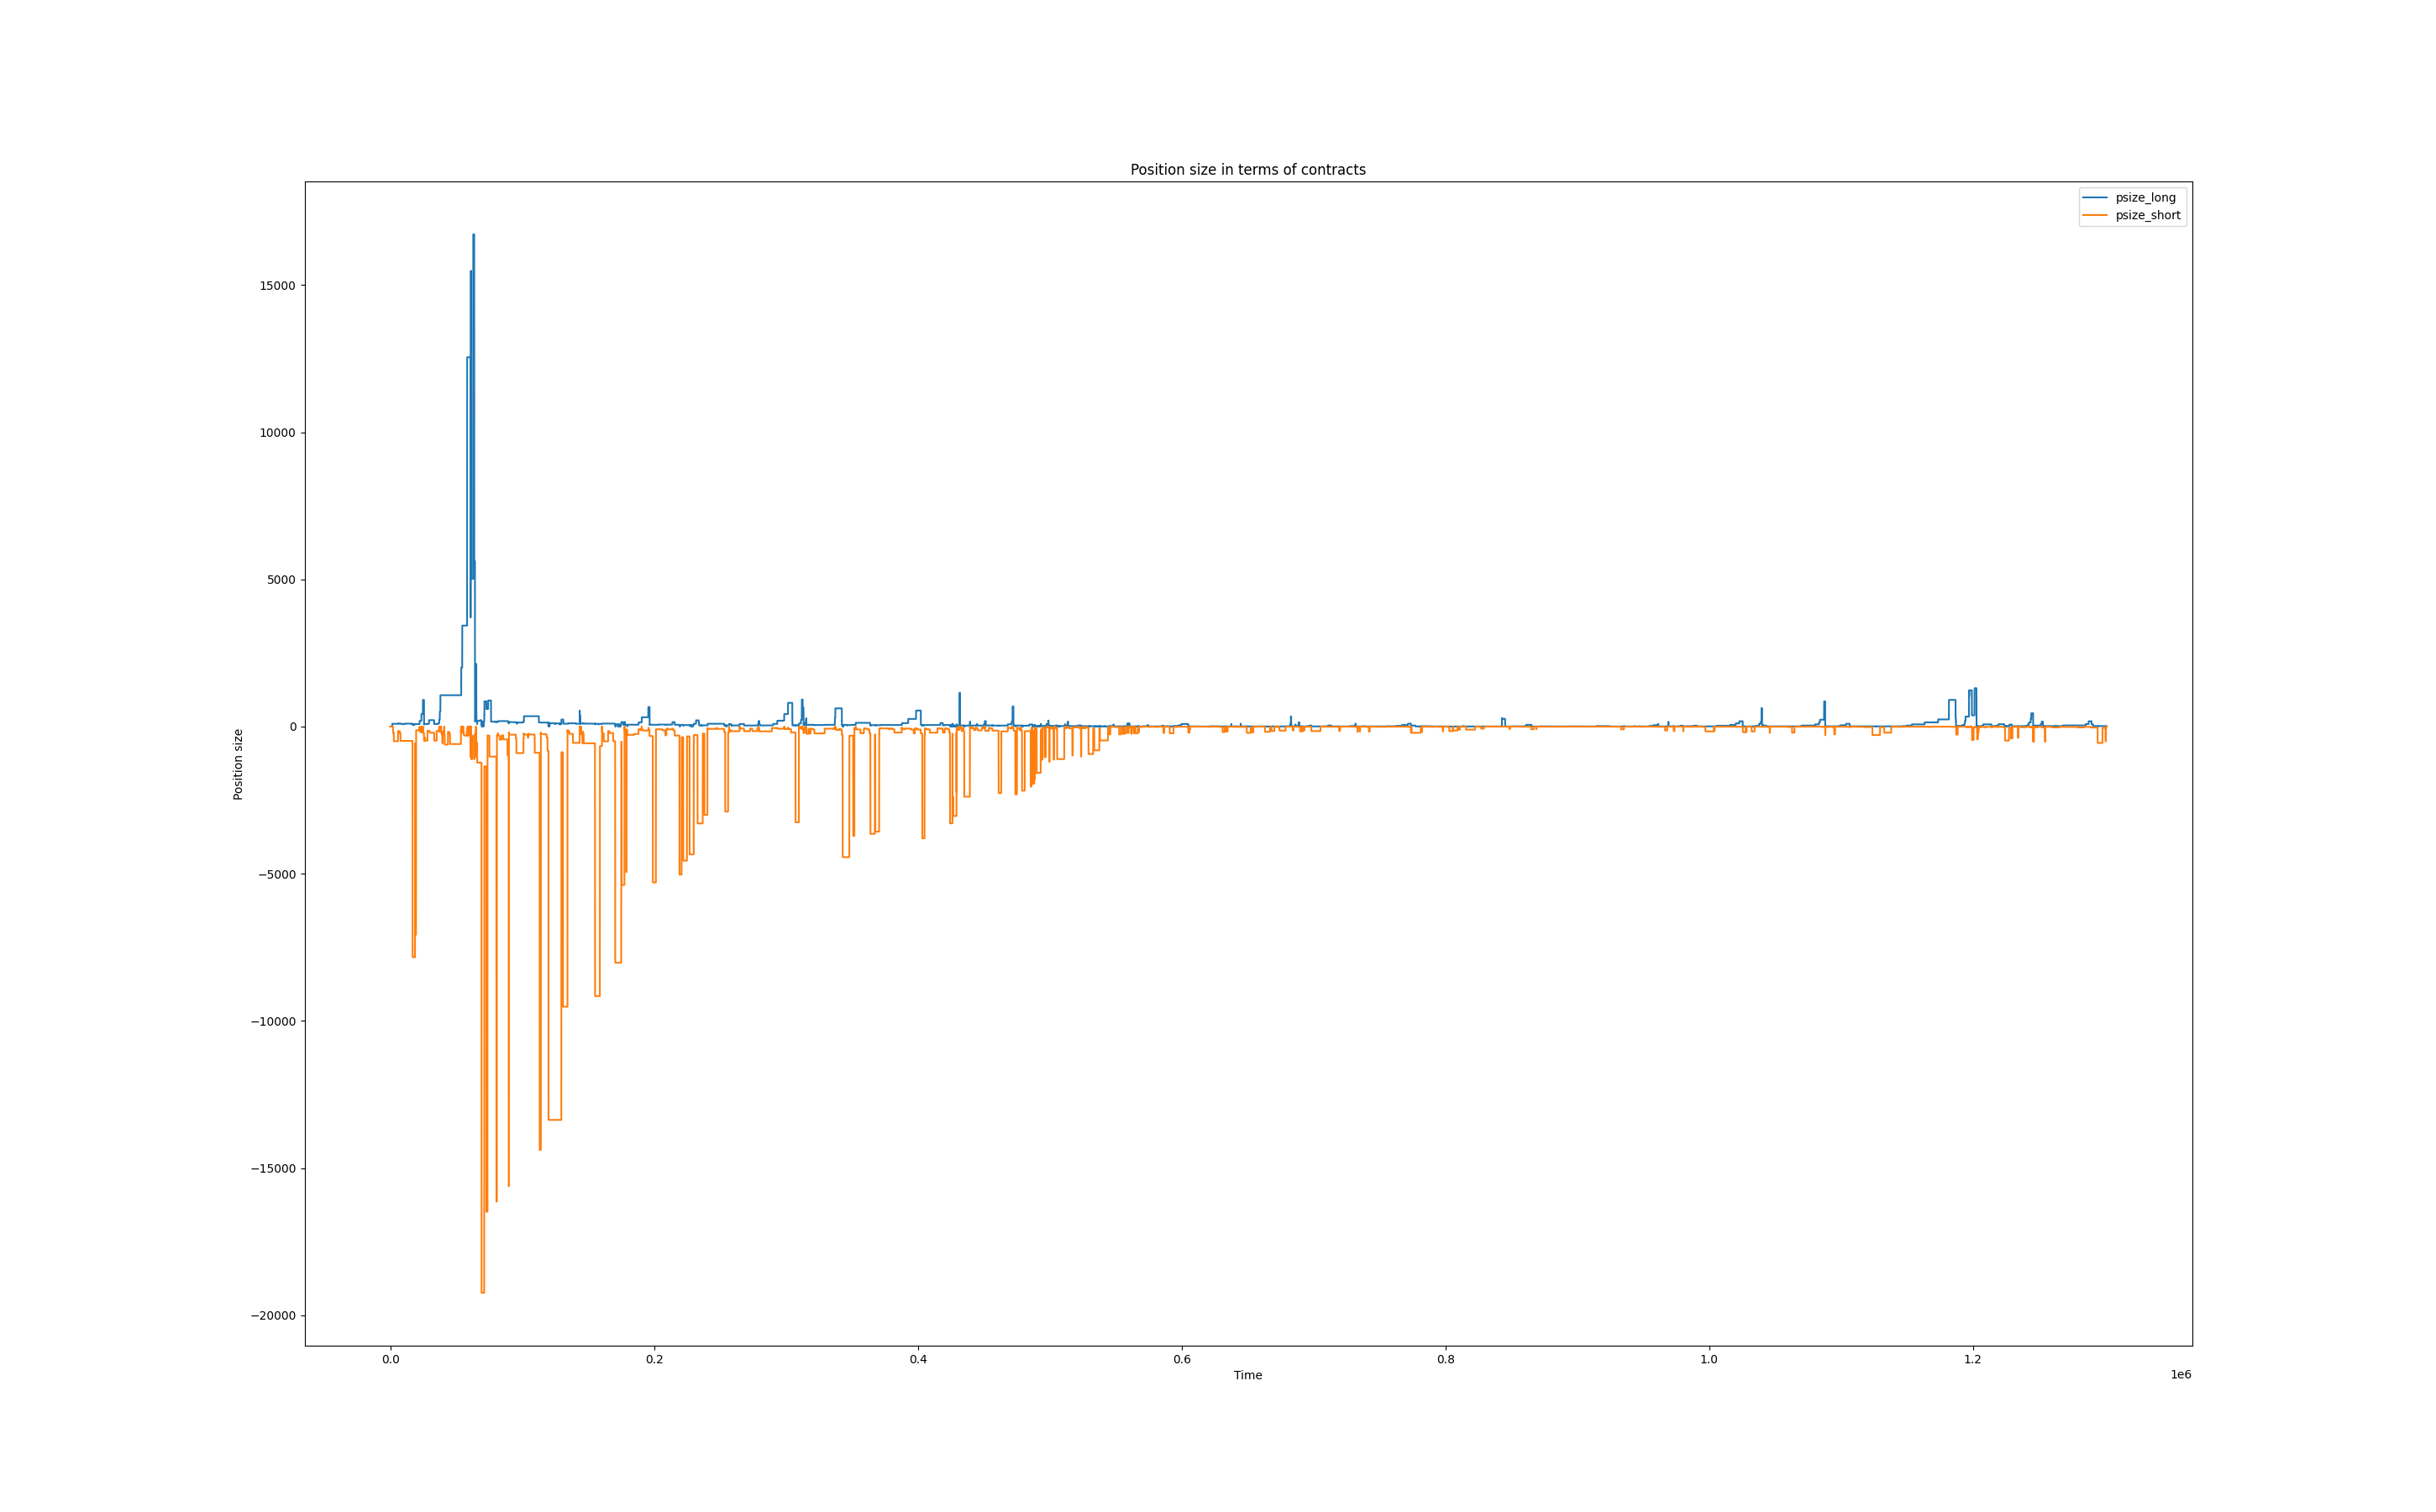 Position size in terms of contracts
psize_long
psize_short
15000
10000
5000
0
−5000
−10000
−15000
−20000
Position size
0.0
0.2
0.4
0.6
0.8
1.0
1.2
1e6
Time